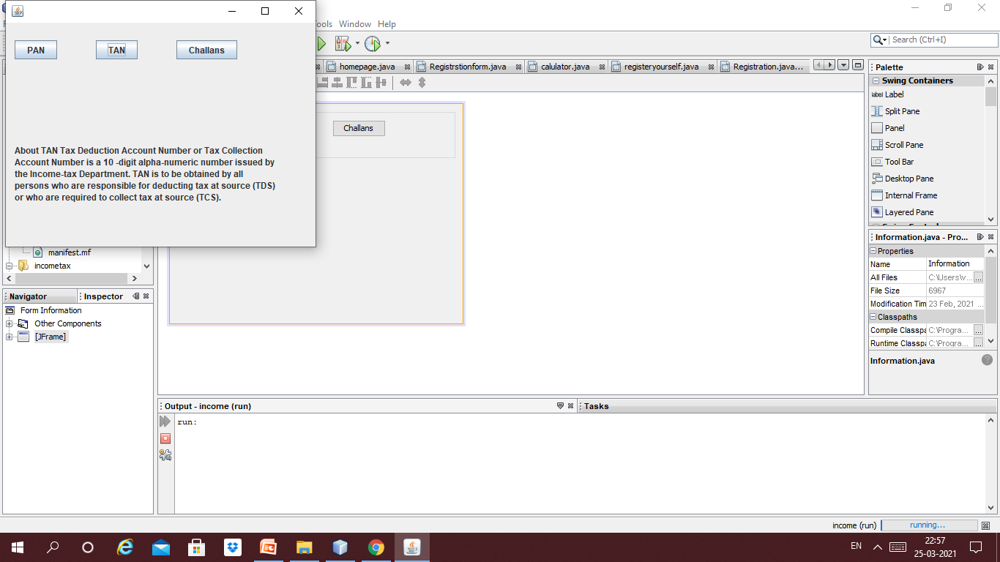 ools Window Help
PAN TAN Challans
Search (Ctrl+I)
homepage.java Registrstionform.java calulator.java registeryourself.java Registration.java...
Palette
Swing Containers
label Label
Split Pane
Panel
Scroll Pane
Tool Bar
Desktop Pane
Internal Frame
Layered Pane
Challans
About TAN Tax Deduction Account Number or Tax Collection
Account Number is a 10 -digit alpha-numeric number issued by
the Income-tax Department. TAN is to be obtained by all
persons who are responsible for deducting tax at source (TDS)
or who are required to collect tax at source (TCS).
manifest.mf
incometax
Information.java - Pro...
Properties
Name Information
All Files C:\Users\v... ...
File Size 6967
Modification Tim 23 Feb, 2021 ...
Classpaths
Compile Classpa C:\Progra... ...
Runtime Classpa C:\Progra... ...
Information.java
Navigator Inspector
Form Information
Other Components
[JFrame]
Output - income (run) Tasks
run:
income (run) running...
EN 22:57
25-03-2021